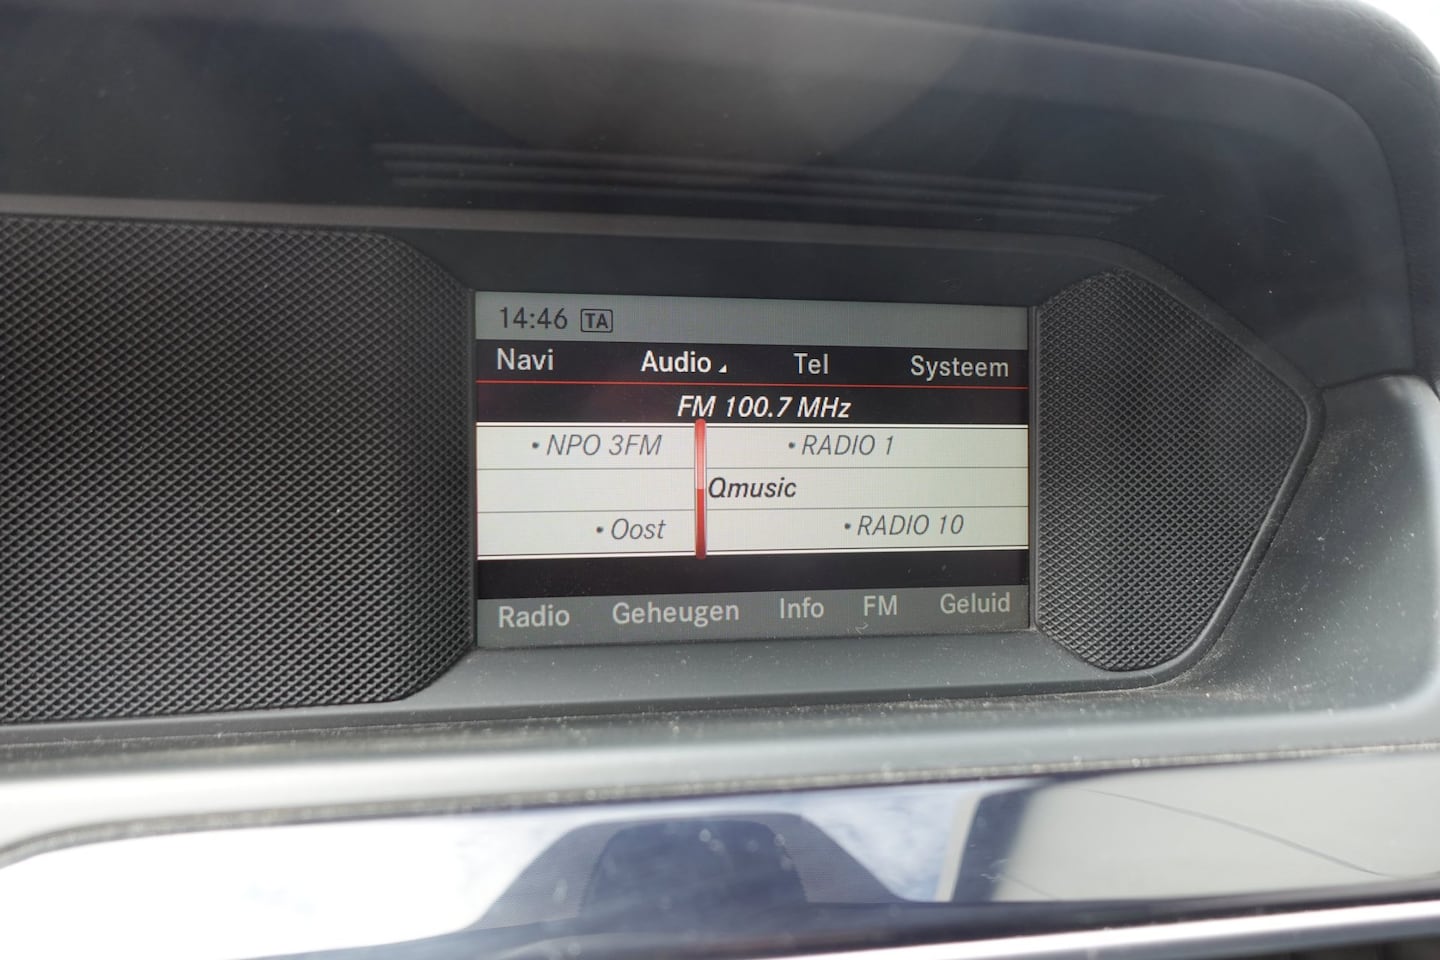 14:46 TA
Navi Audio Tel Systeem
FM 100.7 MHz
• NPO 3FM • RADIO 1
Qmusic
• Oost • RADIO 10
Radio Geheugen Info FM Geluid